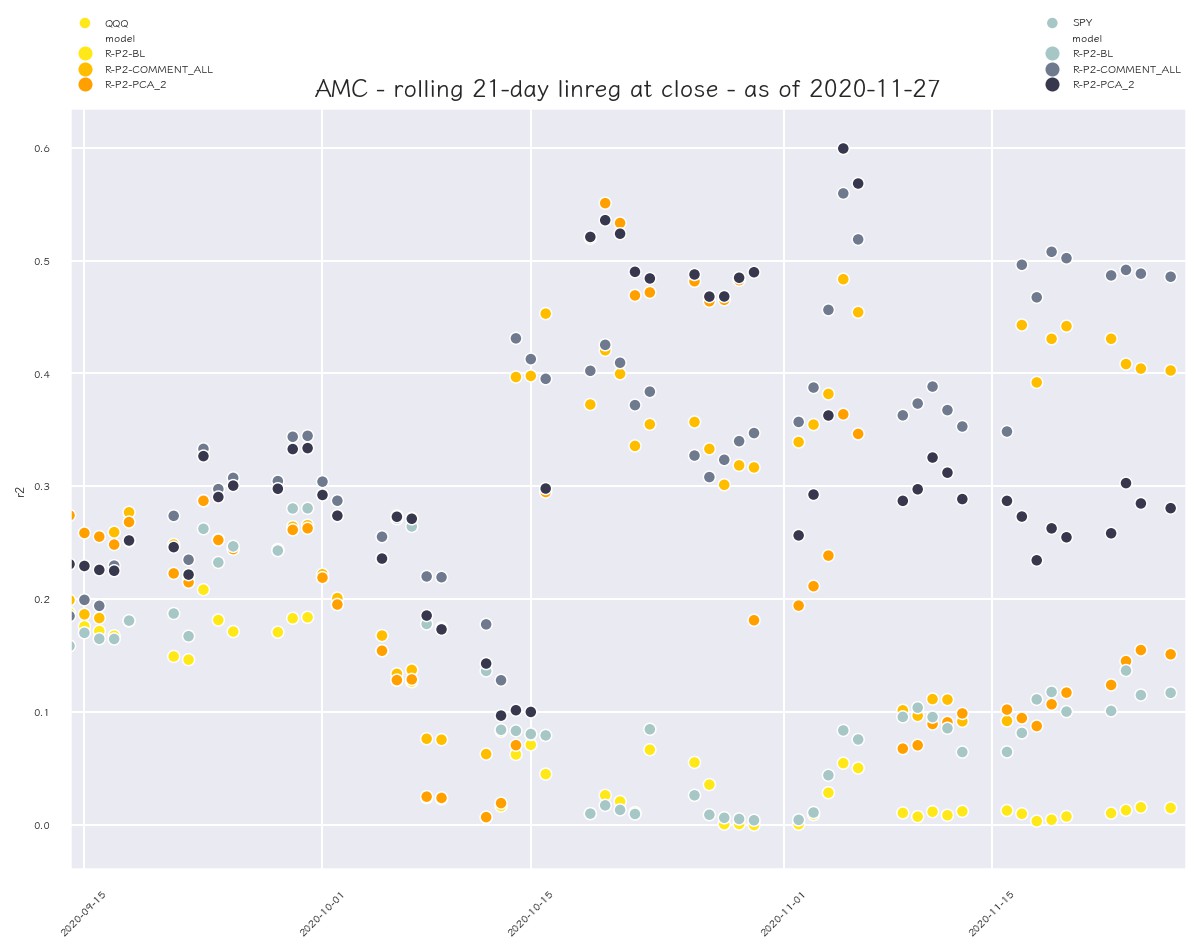 QQQ
model
R-P2-BL
R-P2-COMMENT_ALL
R-P2-PCA_2
SPY
model
R-P2-BL
R-P2-COMMENT_ALL
R-P2-PCA_2
AMC - rolling 21-day linreg at close - as of 2020-11-27
r2
0.6
0.5
0.4
0.3
0.2
0.1
0.0
2020-09-15
2020-10-01
2020-10-15
2020-11-01
2020-11-15